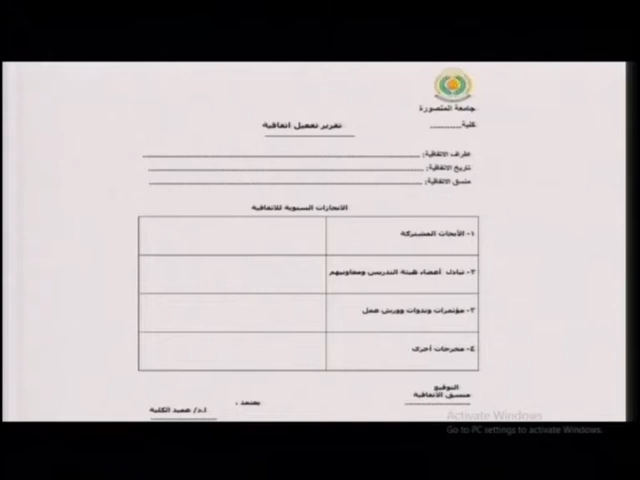 جامعة المنصورة
كلية
تقرير تفعيل اتفاقية
اطراف الاتفاقية:
تاريخ الاتفاقية:
منسق الاتفاقية:
الانجازات السنوية للاتفاقية
١- الأبحاث المشتركة
٢- تبادل أعضاء هيئة التدريس ومعاونيهم
٣- مؤتمرات وندوات وورش عمل
٤- مخرجات أخرى
التوقيع
منسق الاتفاقية
يعتمد ،
ا.د/ عميد الكلية
Activate Windows
Go to PC settings to activate Windows.